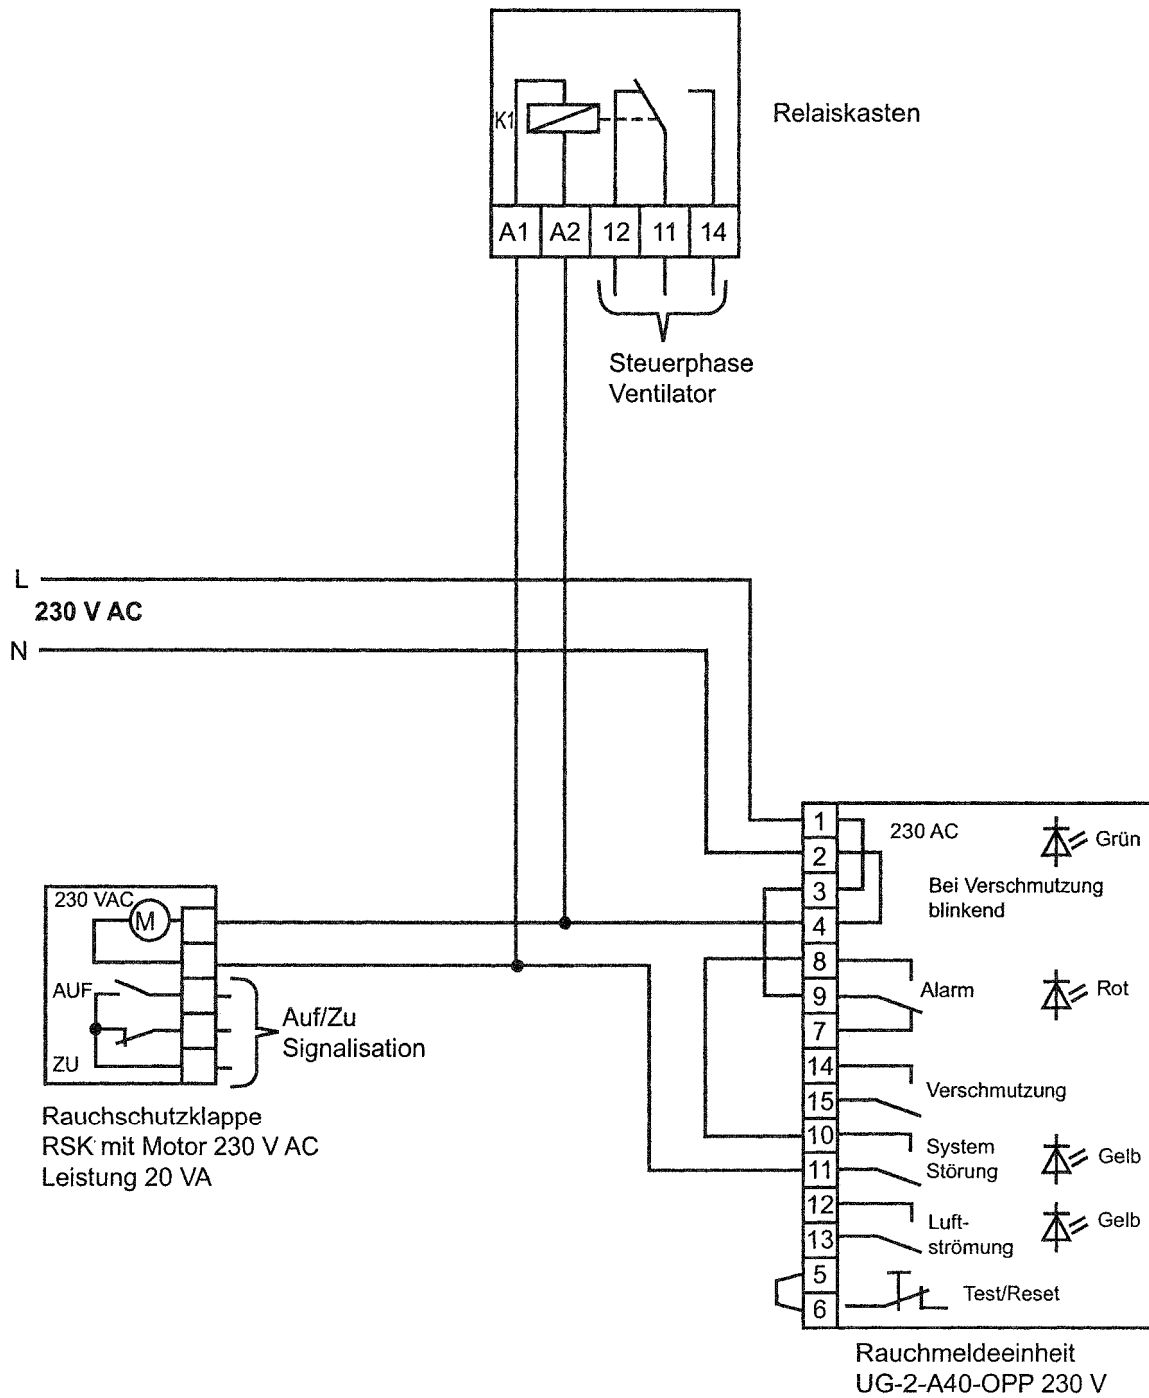 Relaiskasten
K1
A1 A2 12 11 14
Steuerphase
Ventilator
L
230 V AC
N
1
2
3
4
8
9
7
14
15
10
11
12
13
5
6
230 AC
Grün
Bei Verschmutzung
blinkend
Alarm
Rot
Verschmutzung
System
Störung
Gelb
Luft-
strömung
Gelb
Test/Reset
Rauchmeldeeinheit
UG-2-A40-OPP 230 V
230 VAC
M
AUF
ZU
Auf/Zu
Signalisation
Rauchschutzklappe
RSK mit Motor 230 V AC
Leistung 20 VA